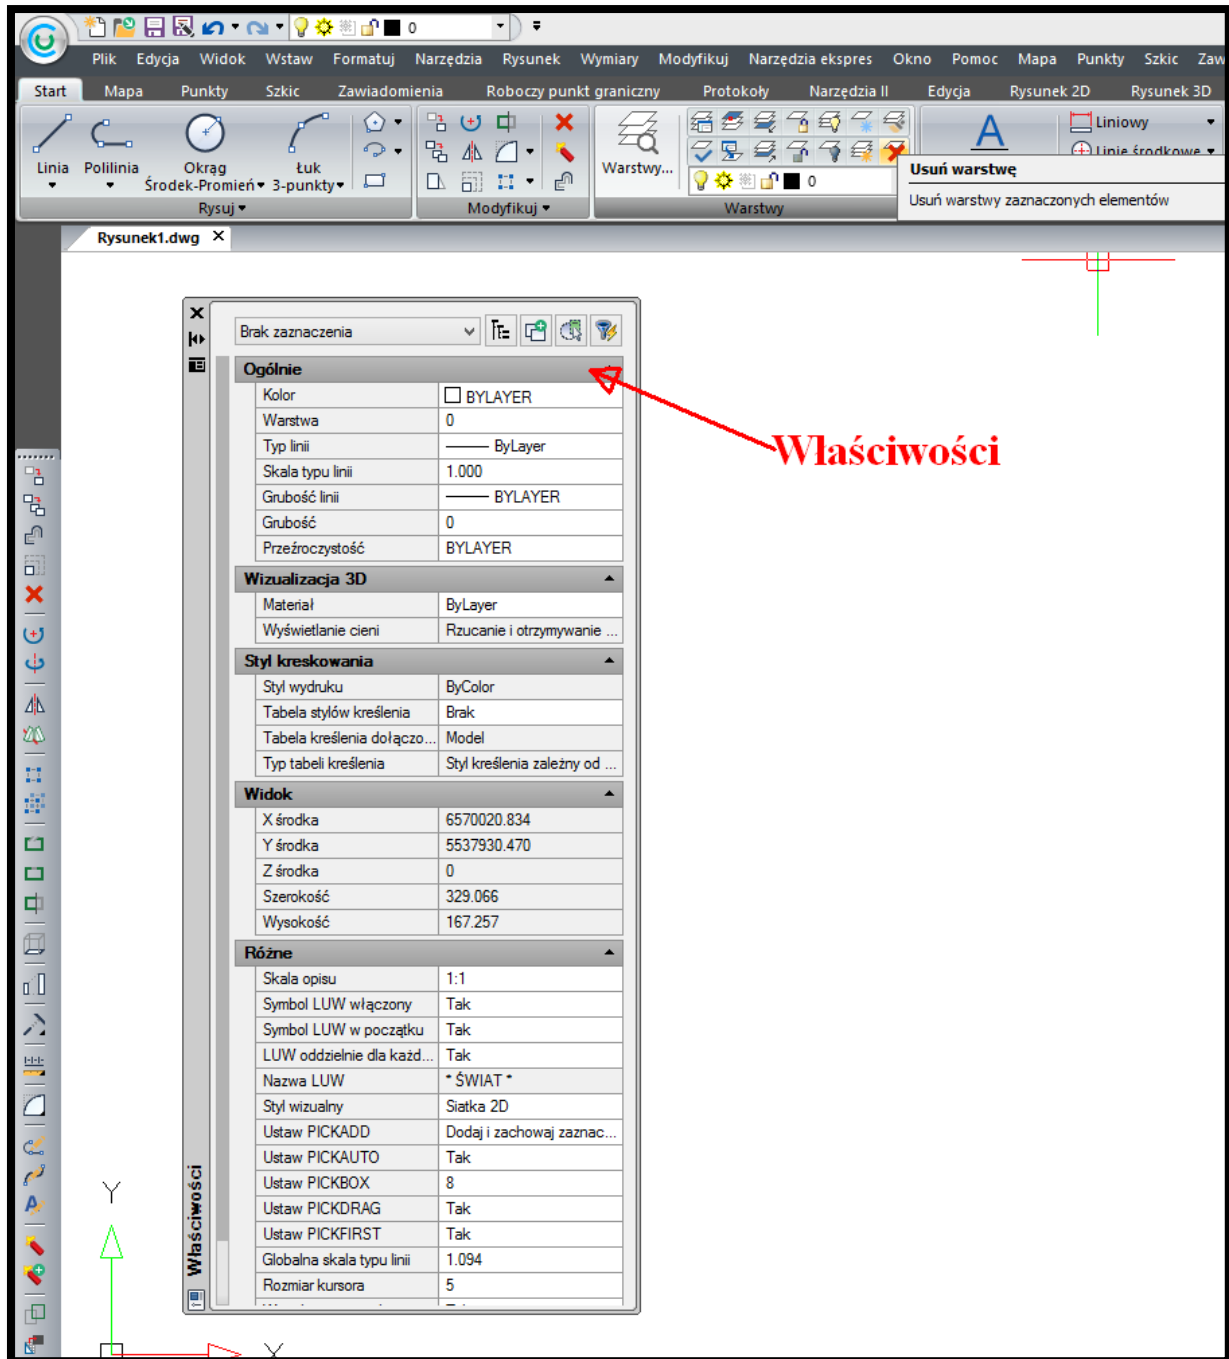 0
Plik Edycja Widok Wstaw Formatuj Narzędzia Rysunek Wymiary Modyfikuj Narzędzia ekspres Okno Pomoc Mapa Punkty Szkic Zaw
Start Mapa Punkty Szkic Zawiadomienia Roboczy punkt graniczny Protokoły Narzędzia II Edycja Rysunek 2D Rysunek 3D
Linia Polilinia Okrąg Środek-Promień Łuk 3-punkty
Warstwy...
A
Liniowy
Linie środkowe
0
Rysuj Modyfikuj Warstwy
Usuń warstwę
Usuń warstwy zaznaczonych elementów
Rysunek1.dwg X
Brak zaznaczenia
Ogólnie
Kolor BYLAYER
Warstwa 0
Typ linii ByLayer
Skala typu linii 1.000
Grubość linii BYLAYER
Grubość 0
Przeźroczystość BYLAYER
Właściwości
Wizualizacja 3D
Materiał ByLayer
Wyświetlanie cieni Rzucanie i otrzymywanie ...
Styl kreskowania
Styl wydruku ByColor
Tabela stylów kreślenia Brak
Tabela kreślenia dołączo... Model
Typ tabeli kreślenia Styl kreślenia zależny od ...
Widok
X środka 6570020.834
Y środka 5537930.470
Z środka 0
Szerokość 329.066
Wysokość 167.257
Różne
Skala opisu 1:1
Symbol LUW włączony Tak
Symbol LUW w początku Tak
LUW oddzielnie dla każd... Tak
Nazwa LUW * ŚWIAT *
Styl wizualny Siatka 2D
Ustaw PICKADD Dodaj i zachowaj zaznac...
Ustaw PICKAUTO Tak
Ustaw PICKBOX 8
Ustaw PICKDRAG Tak
Ustaw PICKFIRST Tak
Globalna skala typu linii 1.094
Rozmiar kursora 5
Właściwości
Y
X